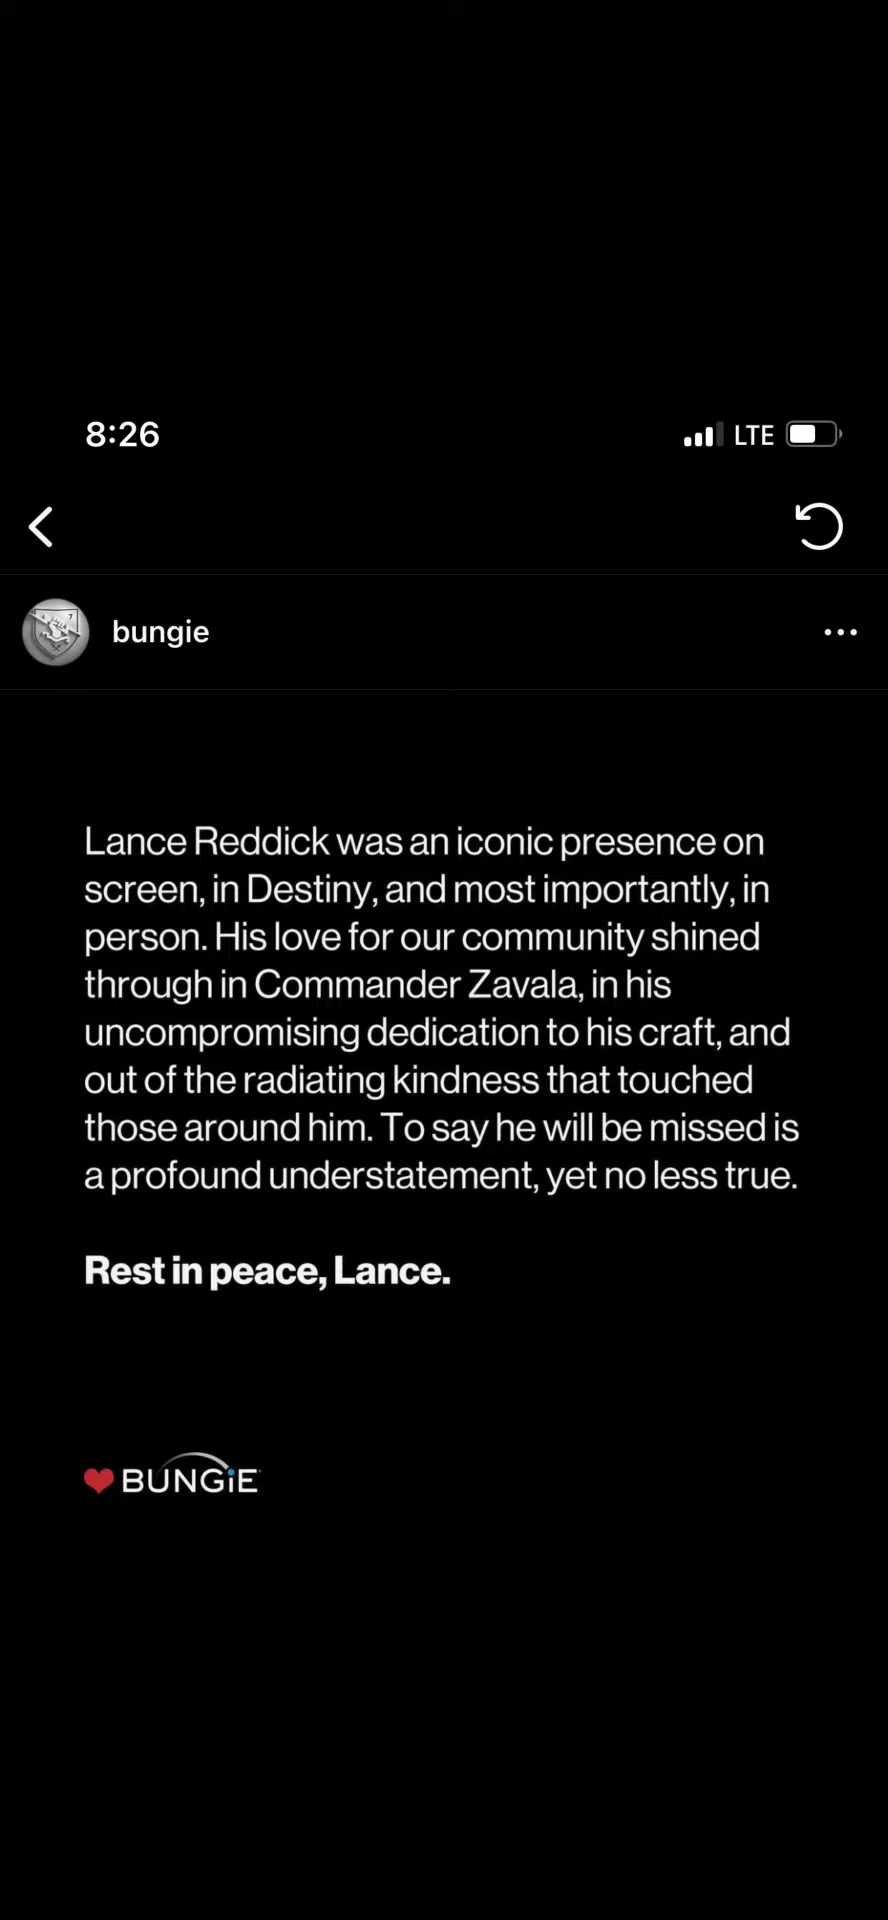 8:26
LTE
bungie
Lance Reddick was an iconic presence on
screen, in Destiny, and most importantly, in
person. His love for our community shined
through in Commander Zavala, in his
uncompromising dedication to his craft, and
out of the radiating kindness that touched
those around him. To say he will be missed is
a profound understatement, yet no less true.
Rest in peace, Lance.
BUNGiE